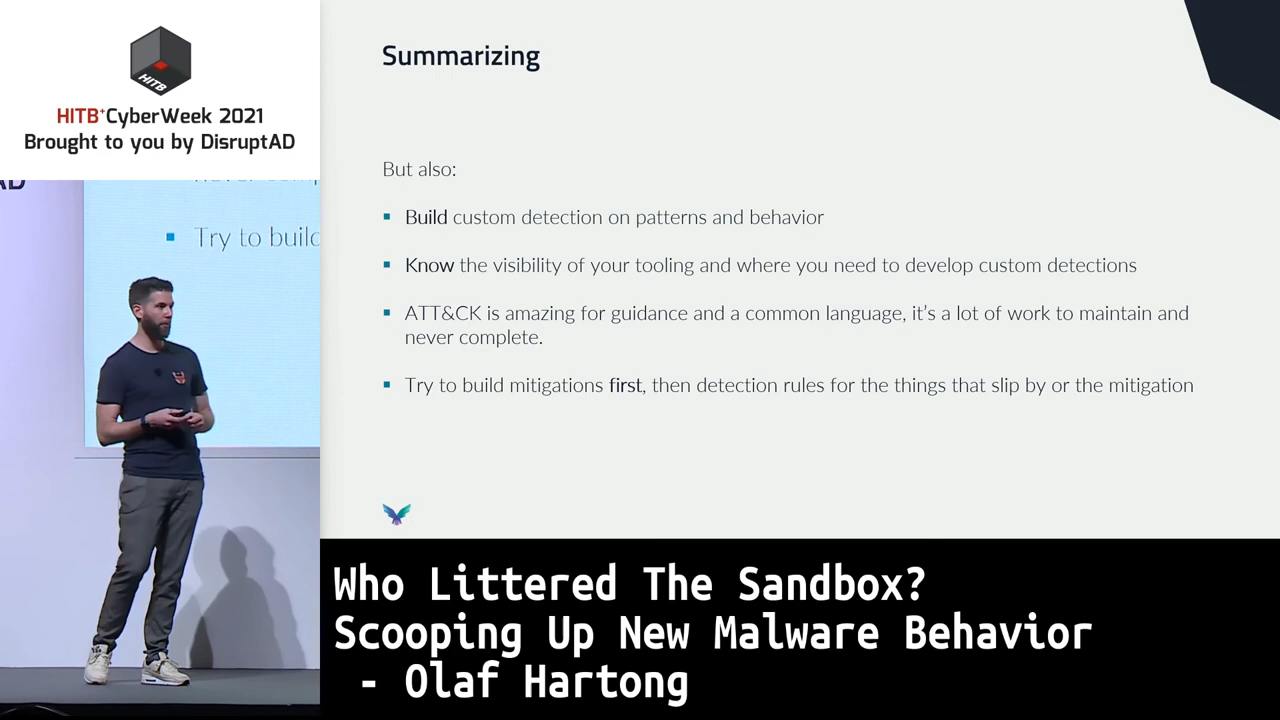 HITB
HITB+CyberWeek 2021
Brought to you by DisruptAD
AD
Try to build
Summarizing
But also:
▪ Build custom detection on patterns and behavior
▪ Know the visibility of your tooling and where you need to develop custom detections
▪ ATT&CK is amazing for guidance and a common language, it’s a lot of work to maintain and
never complete.
▪ Try to build mitigations first, then detection rules for the things that slip by or the mitigation
Who Littered The Sandbox?
Scooping Up New Malware Behavior
- Olaf Hartong